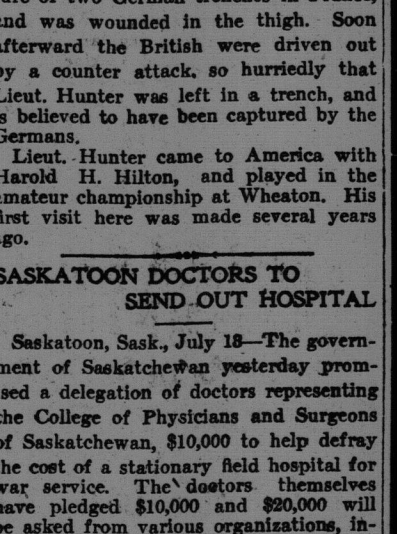 of two German trenches in France,
and was wounded in the thigh. Soon
afterward the British were driven out
by a counter attack, so hurriedly that
Lieut. Hunter was left in a trench, and
is believed to have been captured by the
Germans.
Lieut. Hunter came to America with
Harold H. Hilton, and played in the
amateur championship at Wheaton. His
first visit here was made several years
ago.
SASKATOON DOCTORS TO
SEND OUT HOSPITAL
Saskatoon, Sask., July 18—The govern-
ment of Saskatchewan yesterday prom-
ised a delegation of doctors representing
the College of Physicians and Surgeons
of Saskatchewan, $10,000 to help defray
the cost of a stationary field hospital for
war service. The doctors themselves
have pledged $10,000 and $20,000 will
be asked from various organizations, in-